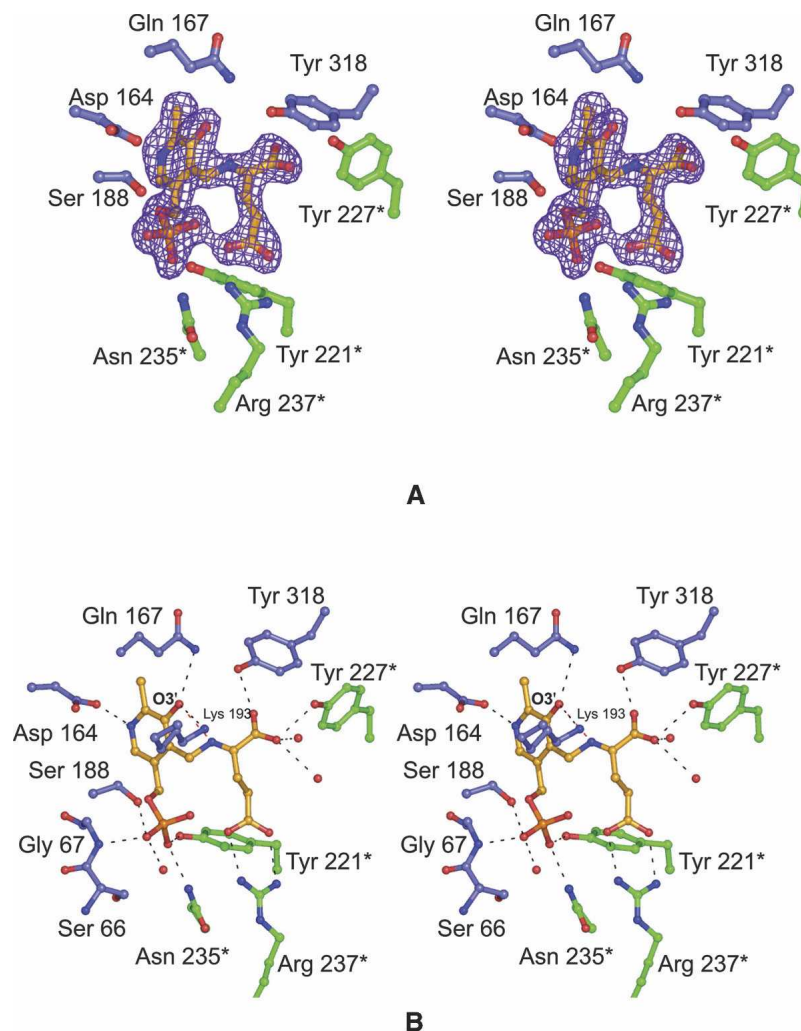 Gln 167 Gln 167
Tyr 318 Tyr 318
Asp 164 Asp 164
Ser 188 Ser 188
Tyr 227* Tyr 227*
Asn 235* Tyr 221* Asn 235* Tyr 221*
Arg 237* Arg 237*
A
Tyr 318 Tyr 318
Gln 167 Gln 167
Tyr 227* Tyr 227*
O3' O3'
Lys 193 Lys 193
Asp 164 Asp 164
Ser 188 Ser 188
Gly 67 Gly 67
Tyr 221* Tyr 221*
Ser 66 Ser 66
Asn 235* Asn 235*
Arg 237* Arg 237*
B